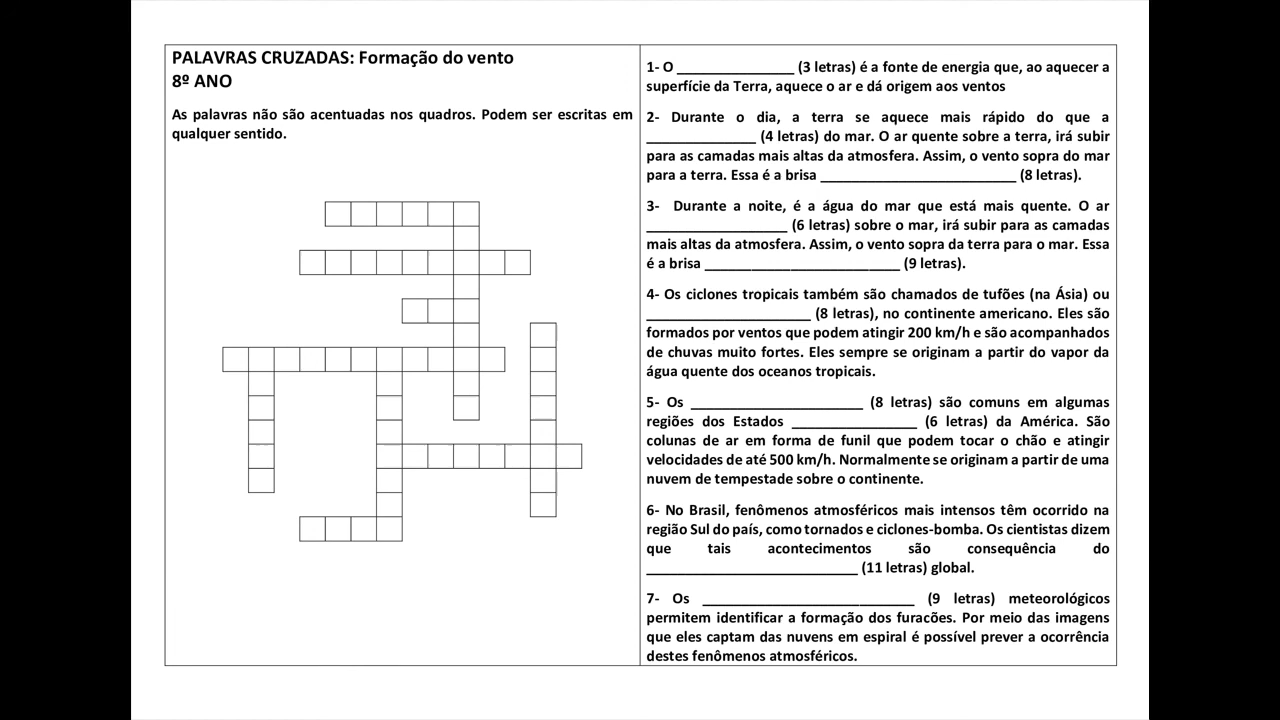 PALAVRAS CRUZADAS: Formação do vento
8º ANO
As palavras não são acentuadas nos quadros. Podem ser escritas em
qualquer sentido.
1- O _______________ (3 letras) é a fonte de energia que, ao aquecer a
superfície da Terra, aquece o ar e dá origem aos ventos
2- Durante o dia, a terra se aquece mais rápido do que a
______________ (4 letras) do mar. O ar quente sobre a terra, irá subir
para as camadas mais altas da atmosfera. Assim, o vento sopra do mar
para a terra. Essa é a brisa _________________________ (8 letras).
3- Durante a noite, é a água do mar que está mais quente. O ar
__________________ (6 letras) sobre o mar, irá subir para as camadas
mais altas da atmosfera. Assim, o vento sopra da terra para o mar. Essa
é a brisa _________________________ (9 letras).
4- Os ciclones tropicais também são chamados de tufões (na Ásia) ou
_____________________ (8 letras), no continente americano. Eles são
formados por ventos que podem atingir 200 km/h e são acompanhados
de chuvas muito fortes. Eles sempre se originam a partir do vapor da
água quente dos oceanos tropicais.
5- Os ______________________ (8 letras) são comuns em algumas
regiões dos Estados ________________ (6 letras) da América. São
colunas de ar em forma de funil que podem tocar o chão e atingir
velocidades de até 500 km/h. Normalmente se originam a partir de uma
nuvem de tempestade sobre o continente.
6- No Brasil, fenômenos atmosféricos mais intensos têm ocorrido na
região Sul do país, como tornados e ciclones-bomba. Os cientistas dizem
que tais acontecimentos são consequência do
___________________________ (11 letras) global.
7- Os ___________________________ (9 letras) meteorológicos
permitem identificar a formação dos furacões. Por meio das imagens
que eles captam das nuvens em espiral é possível prever a ocorrência
destes fenômenos atmosféricos.